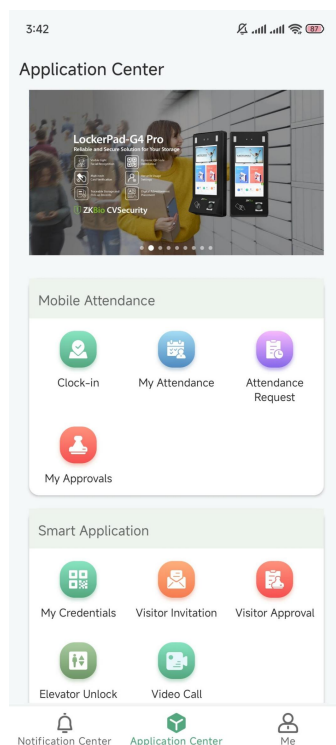 3:42
87
Application Center
LockerPad-G4 Pro
Reliable and Secure Solution for Your Storage
ZKBio CVSecurity
Mobile Attendance
Clock-in
My Attendance
Attendance
Request
My Approvals
Smart Application
My Credentials
Visitor Invitation
Visitor Approval
Elevator Unlock
Video Call
Notification Center
Application Center
Me